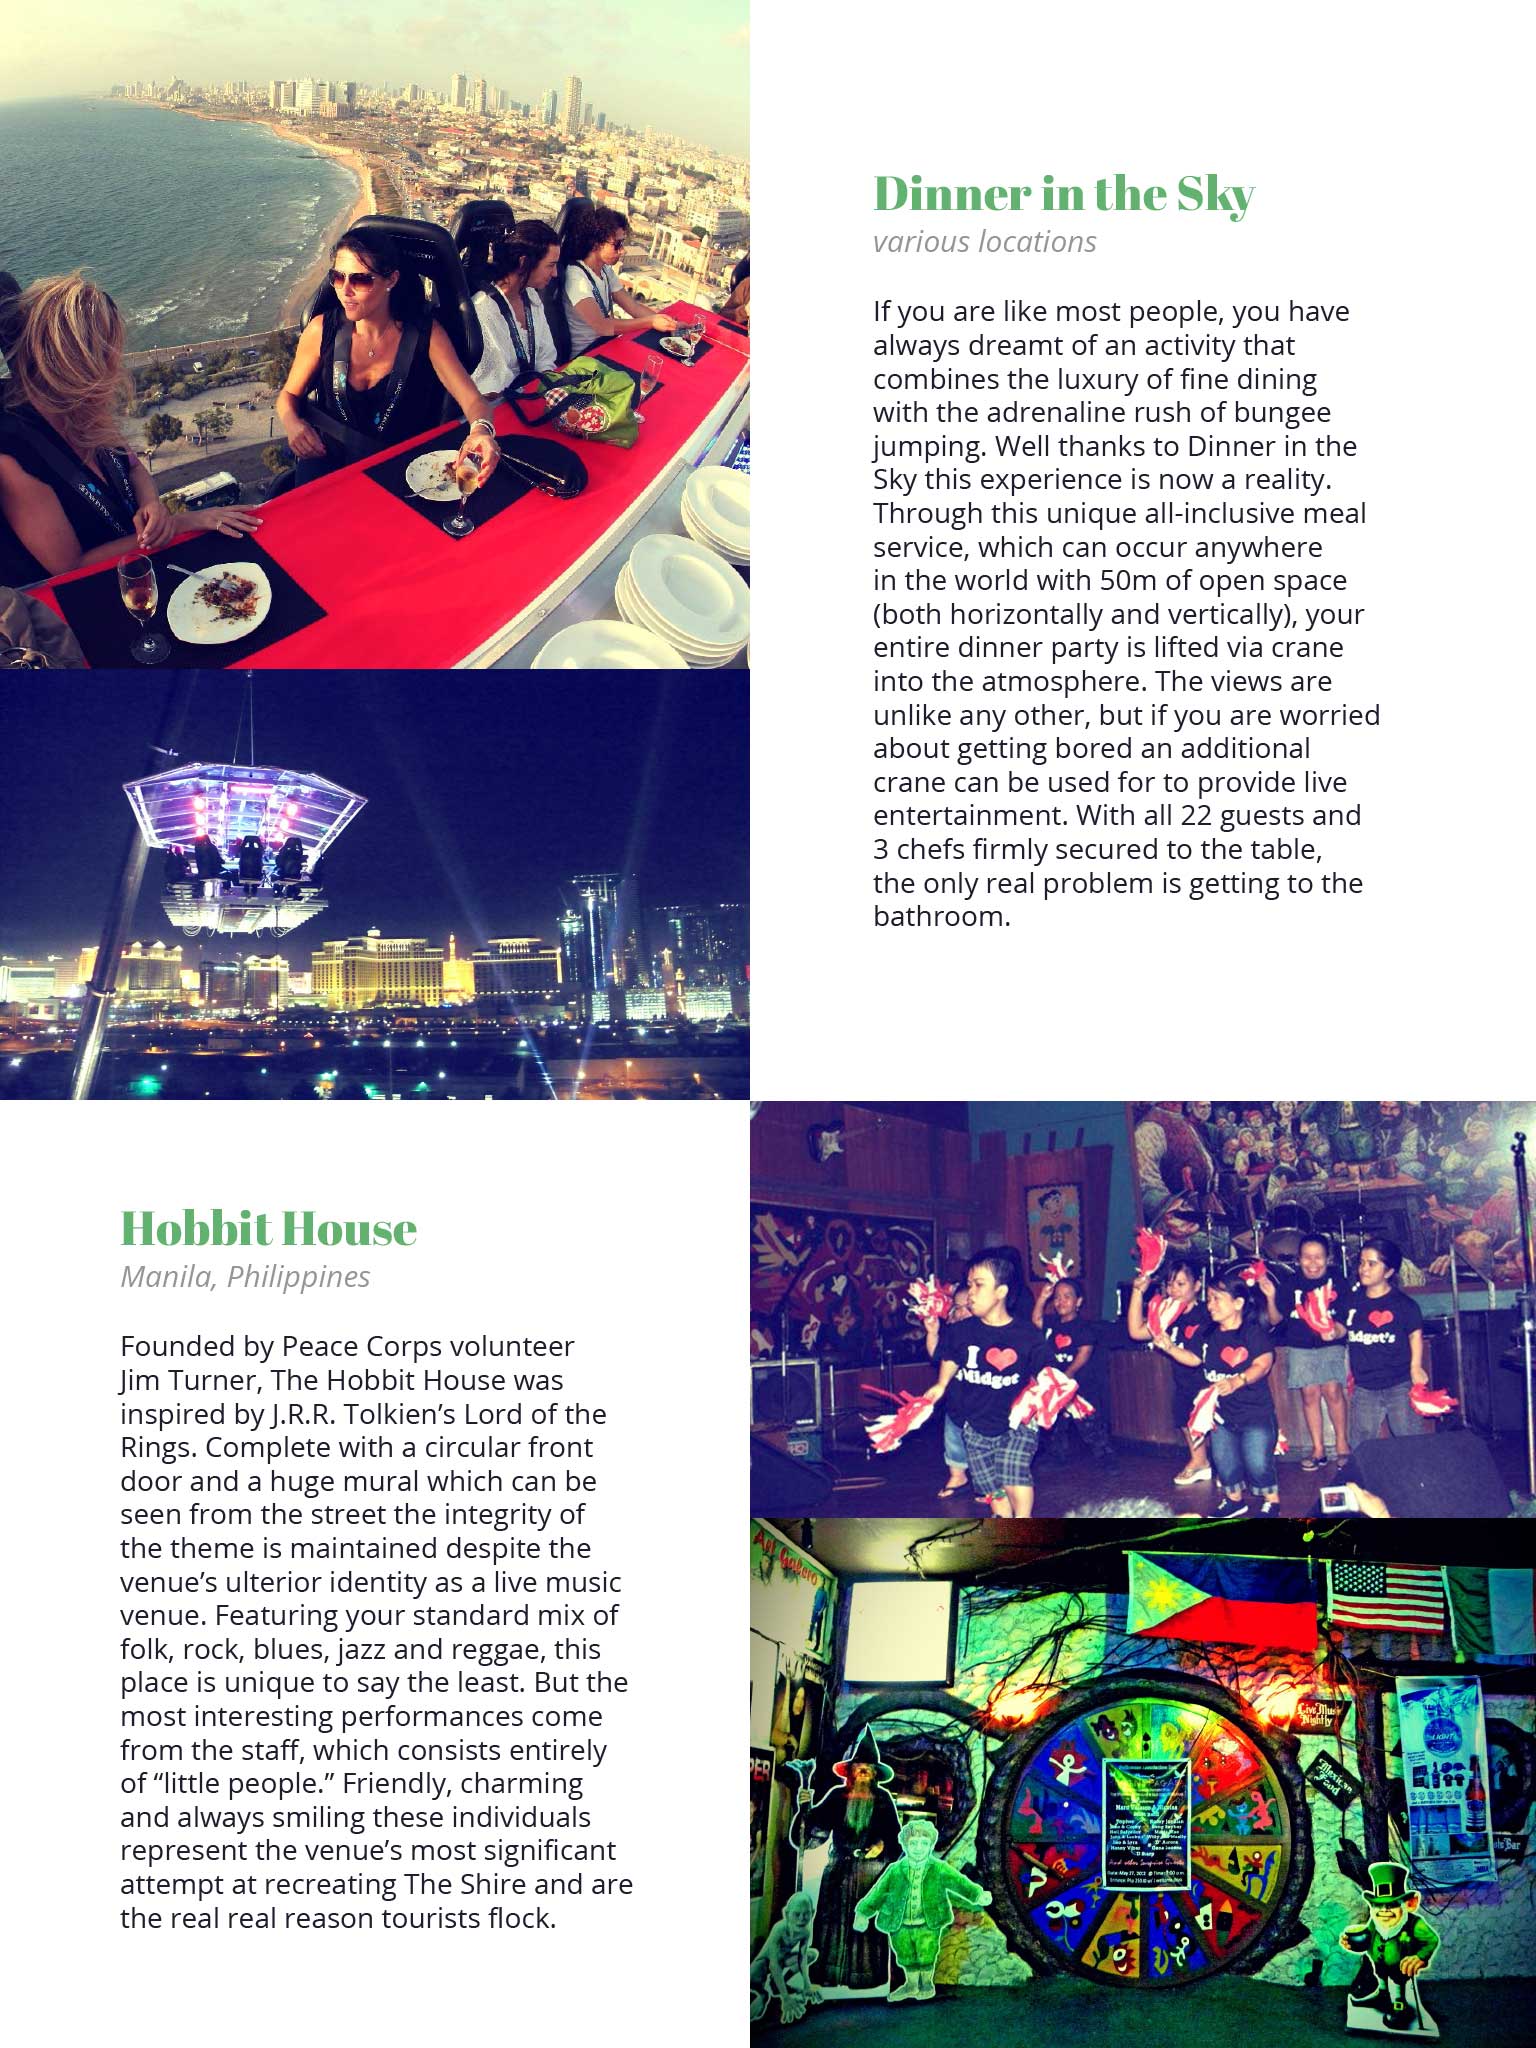 Dinner in the Sky
various locations
If you are like most people, you have
always dreamt of an activity that
combines the luxury of fine dining
with the adrenaline rush of bungee
jumping. Well thanks to Dinner in the
Sky this experience is now a reality.
Through this unique all-inclusive meal
service, which can occur anywhere
in the world with 50m of open space
(both horizontally and vertically), your
entire dinner party is lifted via crane
into the atmosphere. The views are
unlike any other, but if you are worried
about getting bored an additional
crane can be used for to provide live
entertainment. With all 22 guests and
3 chefs firmly secured to the table,
the only real problem is getting to the
bathroom.
Hobbit House
Manila, Philippines
Founded by Peace Corps volunteer
Jim Turner, The Hobbit House was
inspired by J.R.R. Tolkien’s Lord of the
Rings. Complete with a circular front
door and a huge mural which can be
seen from the street the integrity of
the theme is maintained despite the
venue’s ulterior identity as a live music
venue. Featuring your standard mix of
folk, rock, blues, jazz and reggae, this
place is unique to say the least. But the
most interesting performances come
from the staff, which consists entirely
of “little people.” Friendly, charming
and always smiling these individuals
represent the venue’s most significant
attempt at recreating The Shire and are
the real real reason tourists flock.
I
Midget
I
I
Live Music
Nightly
Mexican
Food
LIGHT